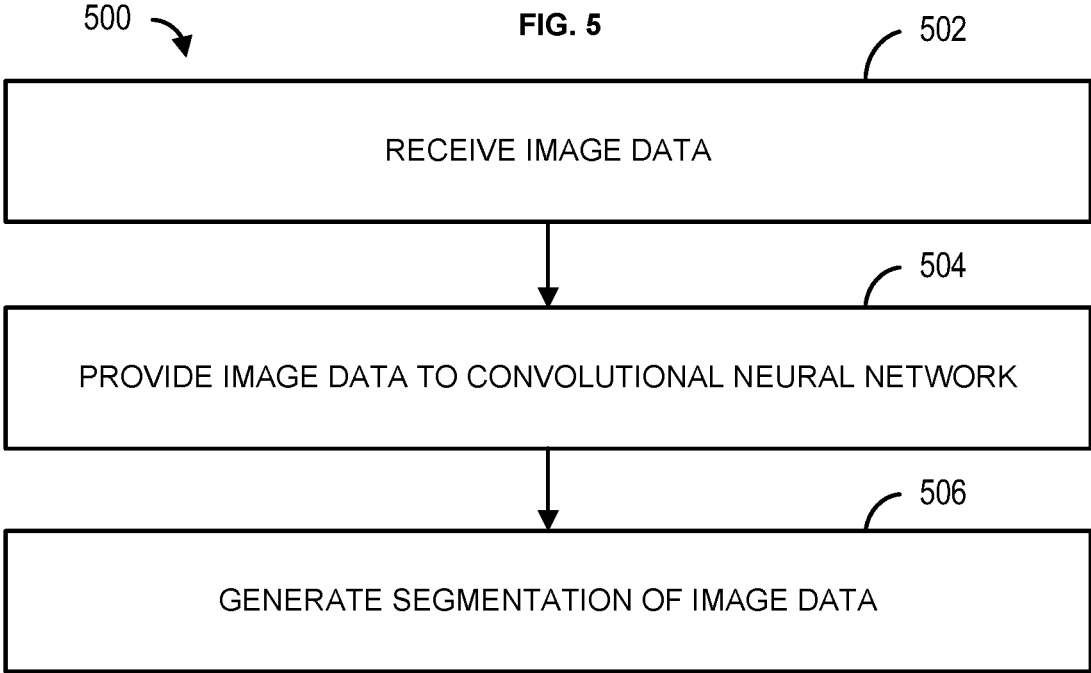 500
FIG. 5
502
RECEIVE IMAGE DATA
504
PROVIDE IMAGE DATA TO CONVOLUTIONAL NEURAL NETWORK
506
GENERATE SEGMENTATION OF IMAGE DATA